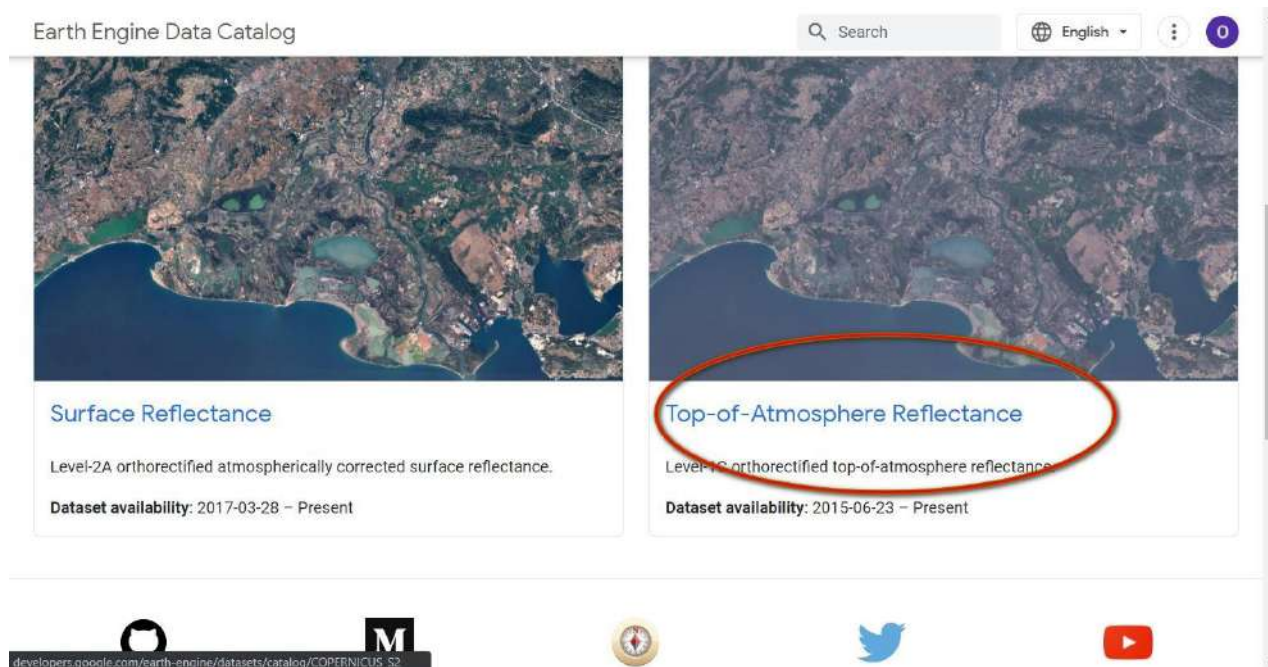 Earth Engine Data Catalog
Search
English
O
Surface Reflectance
Level-2A orthorectified atmospherically corrected surface reflectance.
Dataset availability: 2017-03-28 – Present
Top-of-Atmosphere Reflectance
Level-1C orthorectified top-of-atmosphere reflectance.
Dataset availability: 2015-06-23 – Present
M
developers.google.com/earth-engine/datasets/catalog/COPERNICUS_S2